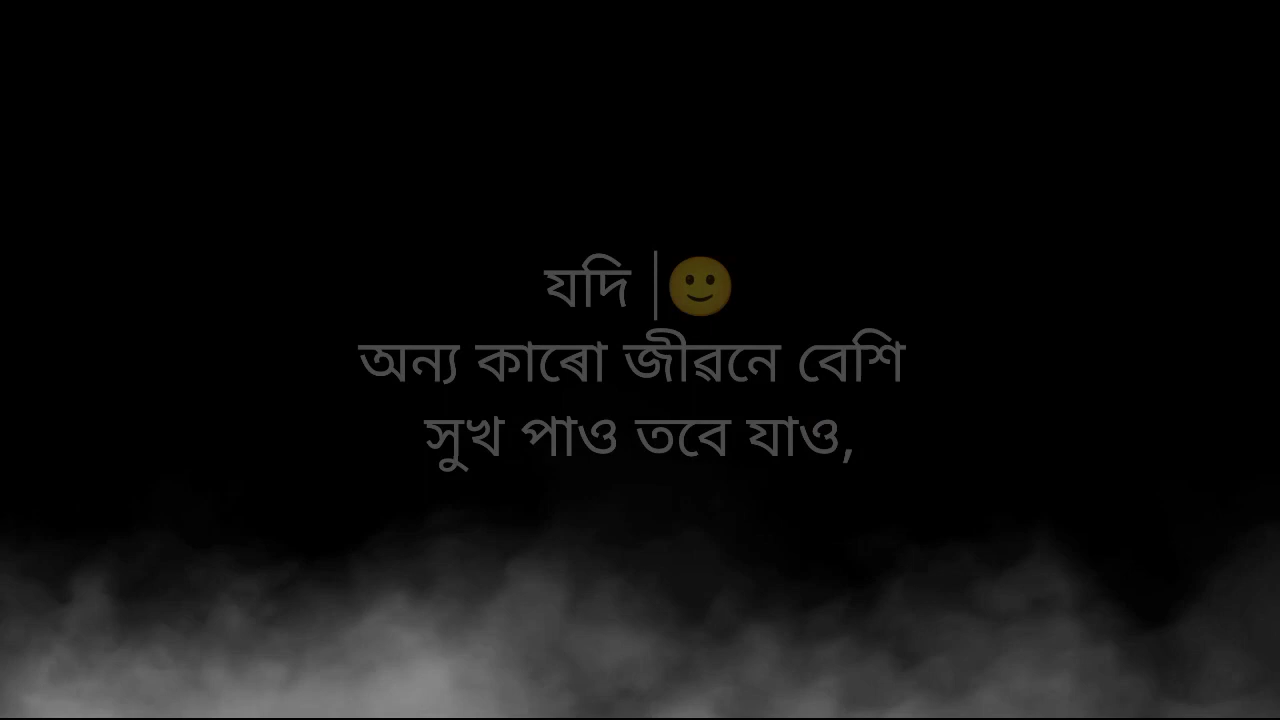 যদি |🙂
অন্য কাৰো জীৱনে বেশি
সুখ পাও তবে যাও,